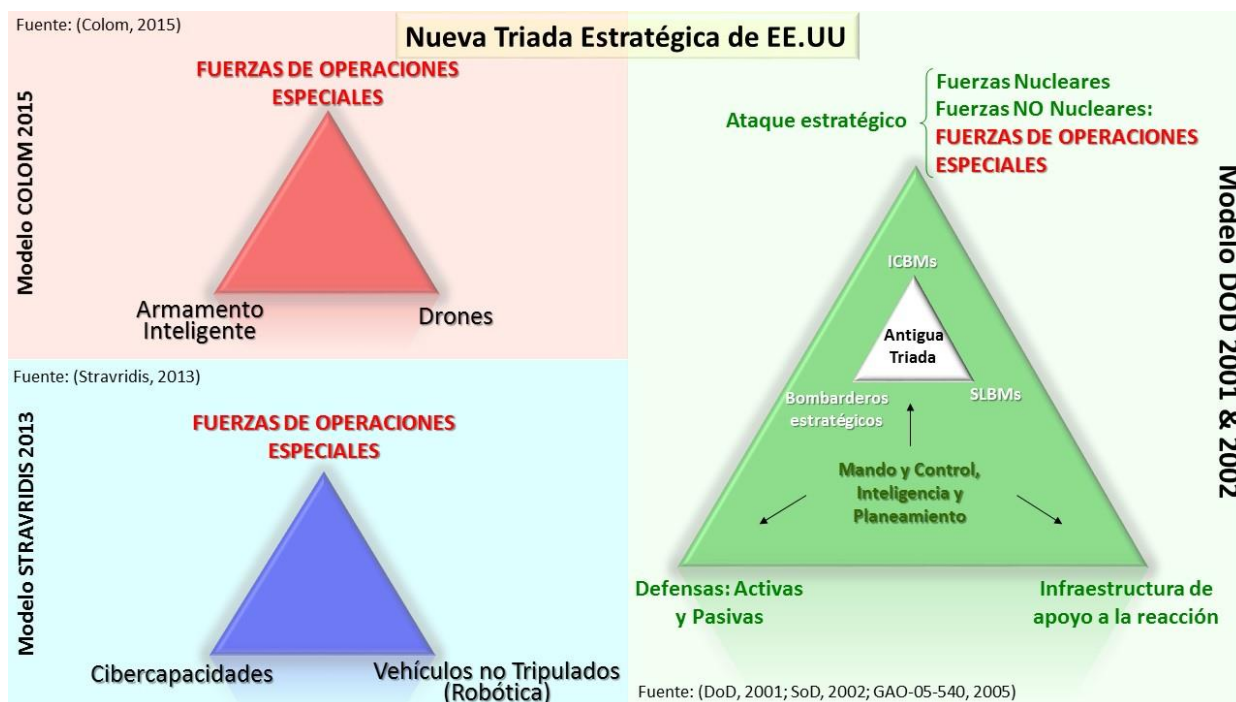 Nueva Triada Estratégica de EE.UU
Fuente: (Colom, 2015)
Modelo COLOM 2015
FUERZAS DE OPERACIONES
ESPECIALES
Armamento
Inteligente
Drones
Fuente: (Stravridis, 2013)
Modelo STRAVRIDIS 2013
FUERZAS DE OPERACIONES
ESPECIALES
Cibercapacidades
Vehículos no Tripulados
(Robótica)
Modelo DOD 2001 & 2002
Ataque estratégico
Fuerzas Nucleares
Fuerzas NO Nucleares:
FUERZAS DE OPERACIONES
ESPECIALES
ICBMs
Antigua
Triada
Bombarderos
estratégicos
SLBMs
Mando y Control,
Inteligencia y
Planeamiento
Defensas: Activas
y Pasivas
Infraestructura de
apoyo a la reacción
Fuente: (DoD, 2001; SoD, 2002; GAO-05-540, 2005)